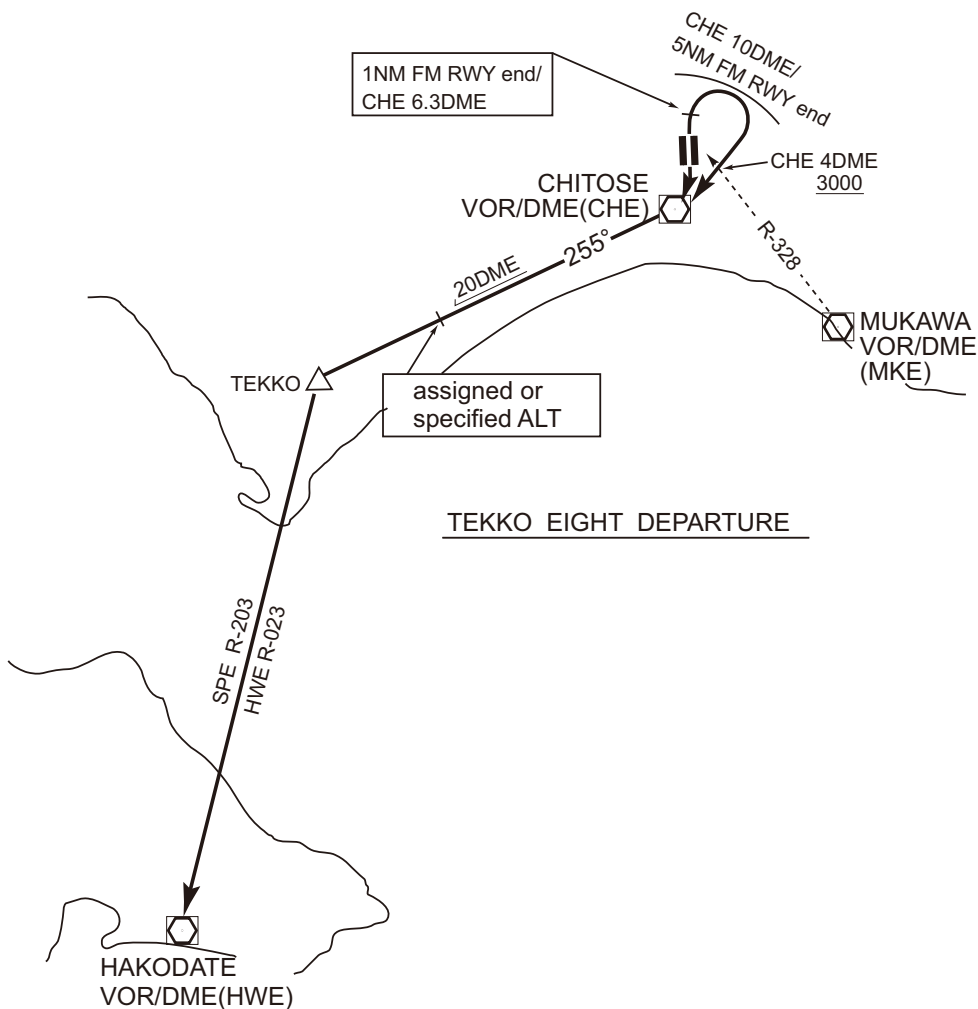 CHE 10DME/
5NM FM RWY end
1NM FM RWY end/
CHE 6.3DME
CHE 4DME
3000
CHITOSE
VOR/DME(CHE)
255°
20DME
R-328
MUKAWA
VOR/DME
(MKE)
TEKKO
assigned or
specified ALT
TEKKO EIGHT DEPARTURE
SPE R-203
HWE R-023
HAKODATE
VOR/DME(HWE)